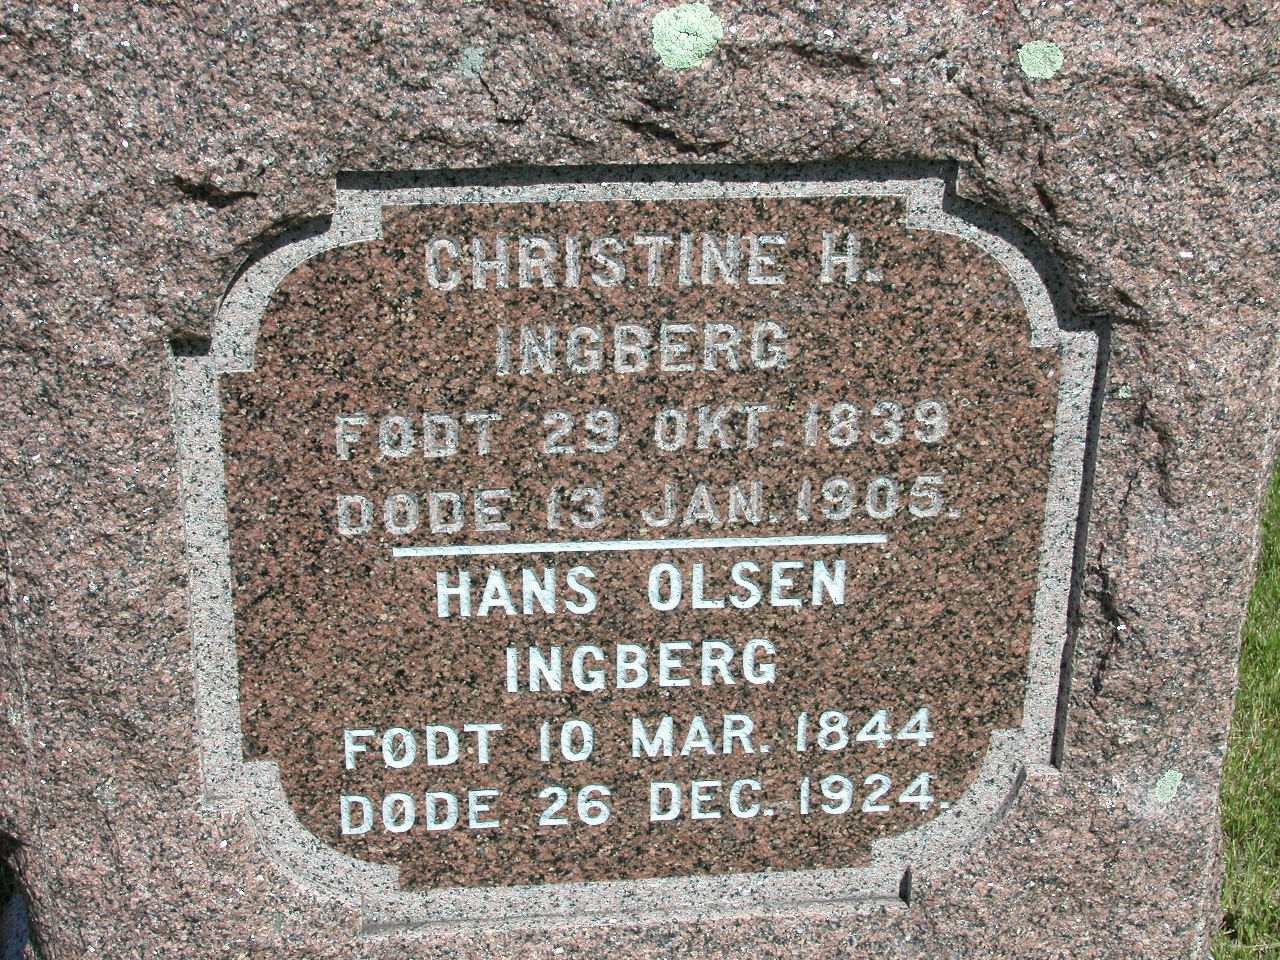 CHRISTINE H.
INGBERG
FØDT 29 OKT. 1839
DØDE 13 JAN. 1905.
HANS OLSEN
INGBERG
FØDT 10 MAR. 1844
DØDE 26 DEC. 1924.